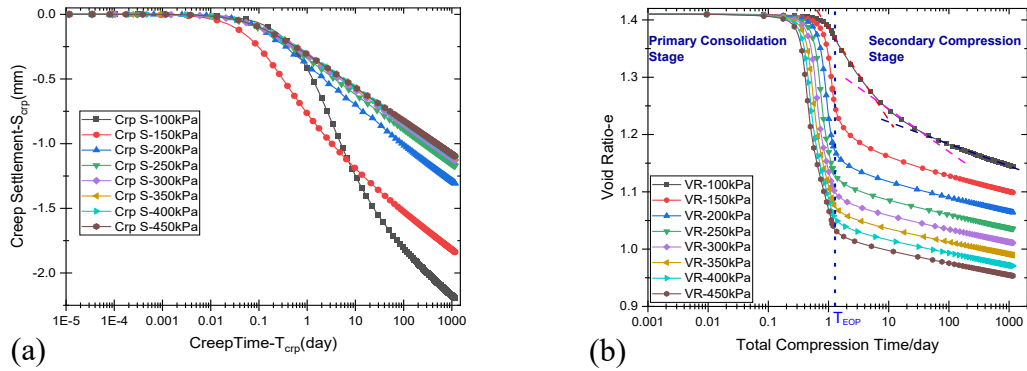 0.0
-0.5
-1.0
-1.5
-2.0
Creep Settlement-S_crp(mm)
Crp S-100kPa
Crp S-150kPa
Crp S-200kPa
Crp S-250kPa
Crp S-300kPa
Crp S-350kPa
Crp S-400kPa
Crp S-450kPa
1E-5 1E-4 0.001 0.01 0.1 1 10 100 1000
CreepTime-T_crp(day)
(a)
1.4
1.3
1.2
1.1
1.0
0.9
Void Ratio-e
Primary Consolidation
Stage
Secondary Compression
Stage
VR-100kPa
VR-150kPa
VR-200kPa
VR-250kPa
VR-300kPa
VR-350kPa
VR-400kPa
VR-450kPa
T_EOP
0.001 0.01 0.1 1 10 100 1000
Total Compression Time/day
(b)